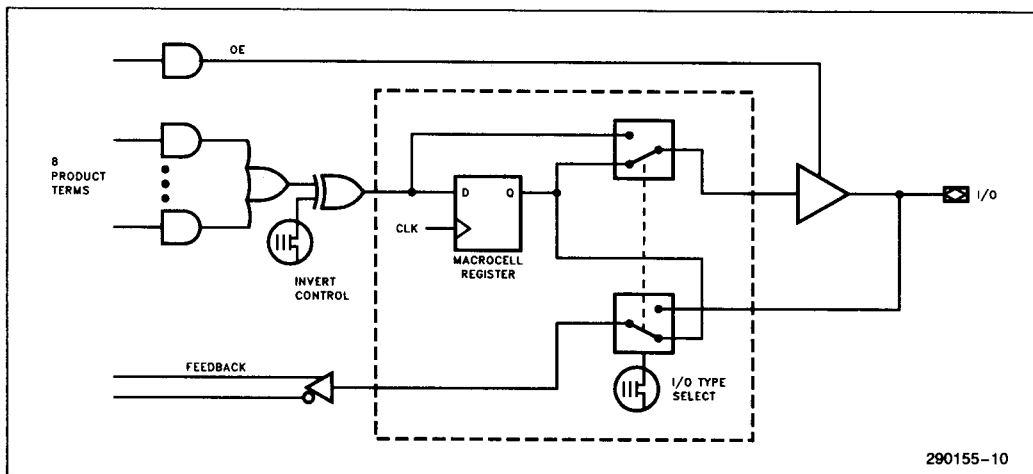 OE
8
PRODUCT
TERMS
INVERT
CONTROL
D
Q
CLK
MACROCELL
REGISTER
I/O
FEEDBACK
I/O TYPE
SELECT
290155-10